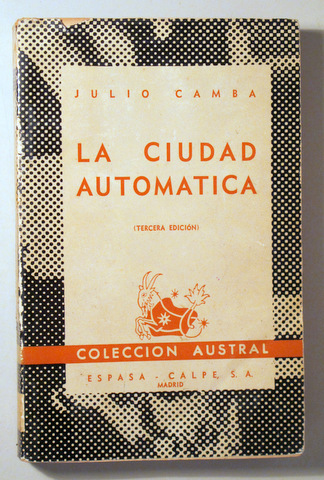 JULIO CAMBA
LA CIUDAD
AUTOMATICA
(TERCERA EDICIÓN)
COLECCION AUSTRAL
ESPASA - CALPE, S. A.
MADRID